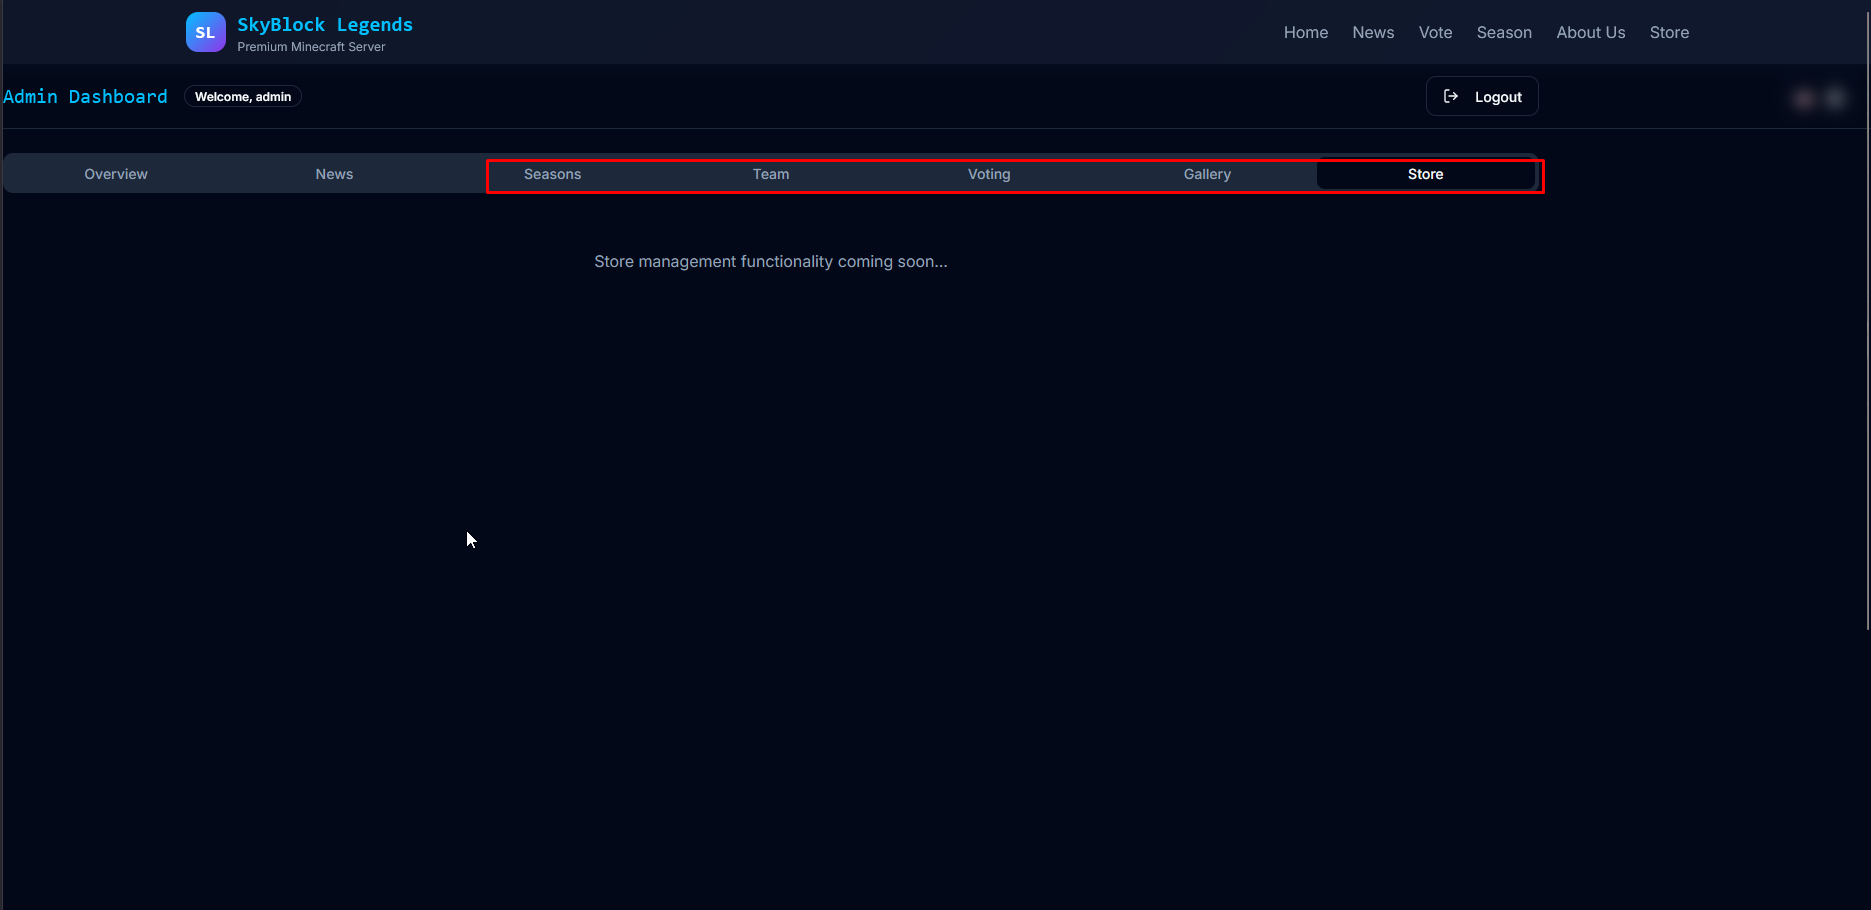 SL
SkyBlock Legends
Premium Minecraft Server
Home News Vote Season About Us Store
Admin Dashboard Welcome, admin Logout
Overview News Seasons Team Voting Gallery Store
Store management functionality coming soon...